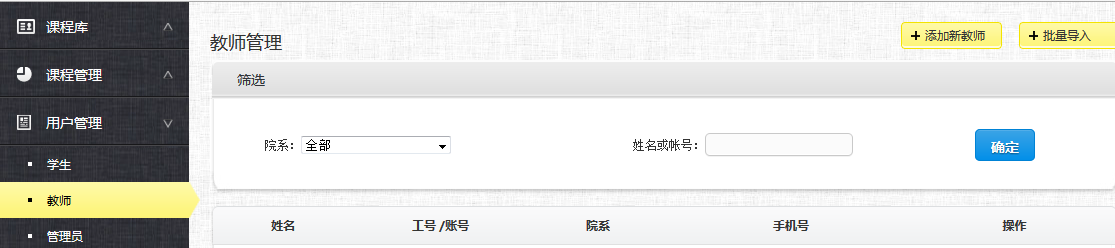 课程库
课程管理
用户管理
学生
教师
管理员
教师管理
+ 添加新教师
+ 批量导入
筛选
院系： 全部
姓名或帐号：
确定
姓名 工号 /账号 院系 手机号 操作